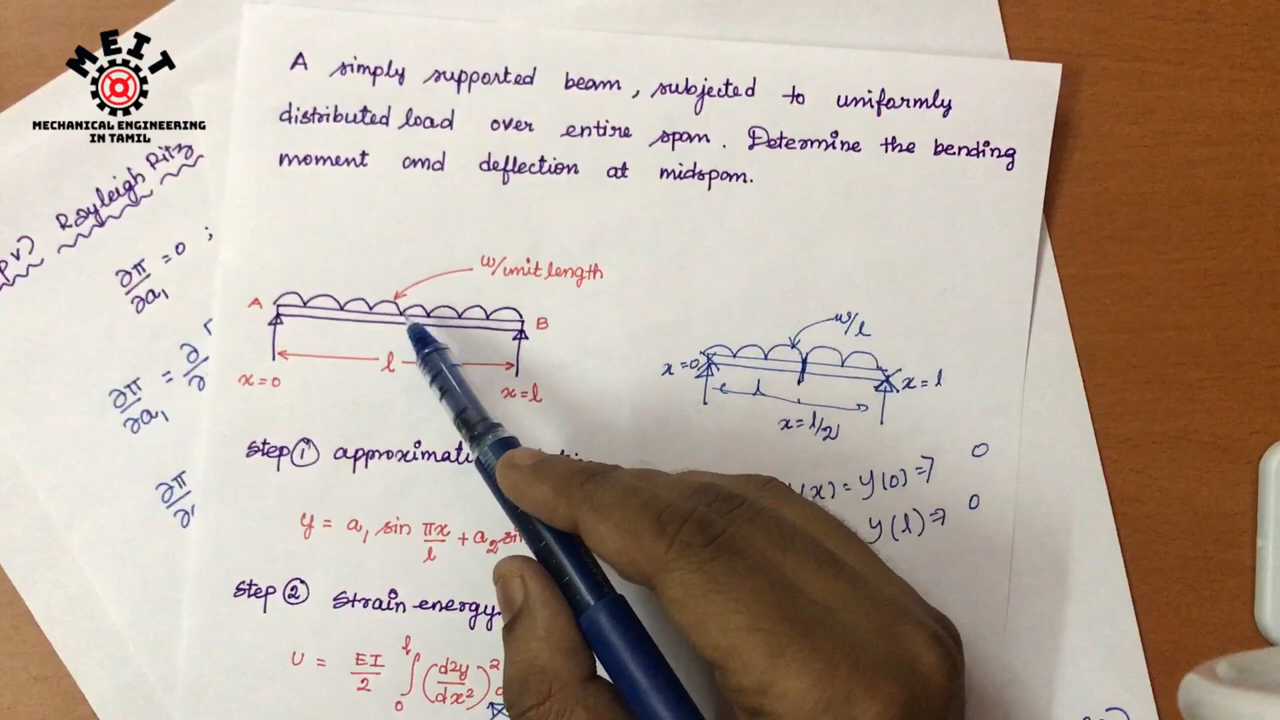 MEIT
MECHANICAL ENGINEERING
IN TAMIL
A simply supported beam, subjected to uniformly
distributed load over entire span. Determine the bending
moment and deflection at midspan.
Rayleigh Ritz
∂π/∂a₁ = 0 ;
∂π/∂a₁ = ∂/∂
∂π/∂
w/unit length
A
B
l
x=0
x=l
w/l
x=0
x=l
l
x=l/2
Step ①
y = a₁ sin πx/l + a₂ sin
y(x) = y(0) ⇒ 0
y(l) ⇒ 0
Step ② Strain energy
U = EI/2 ∫₀ˡ (d²y/dx²)²